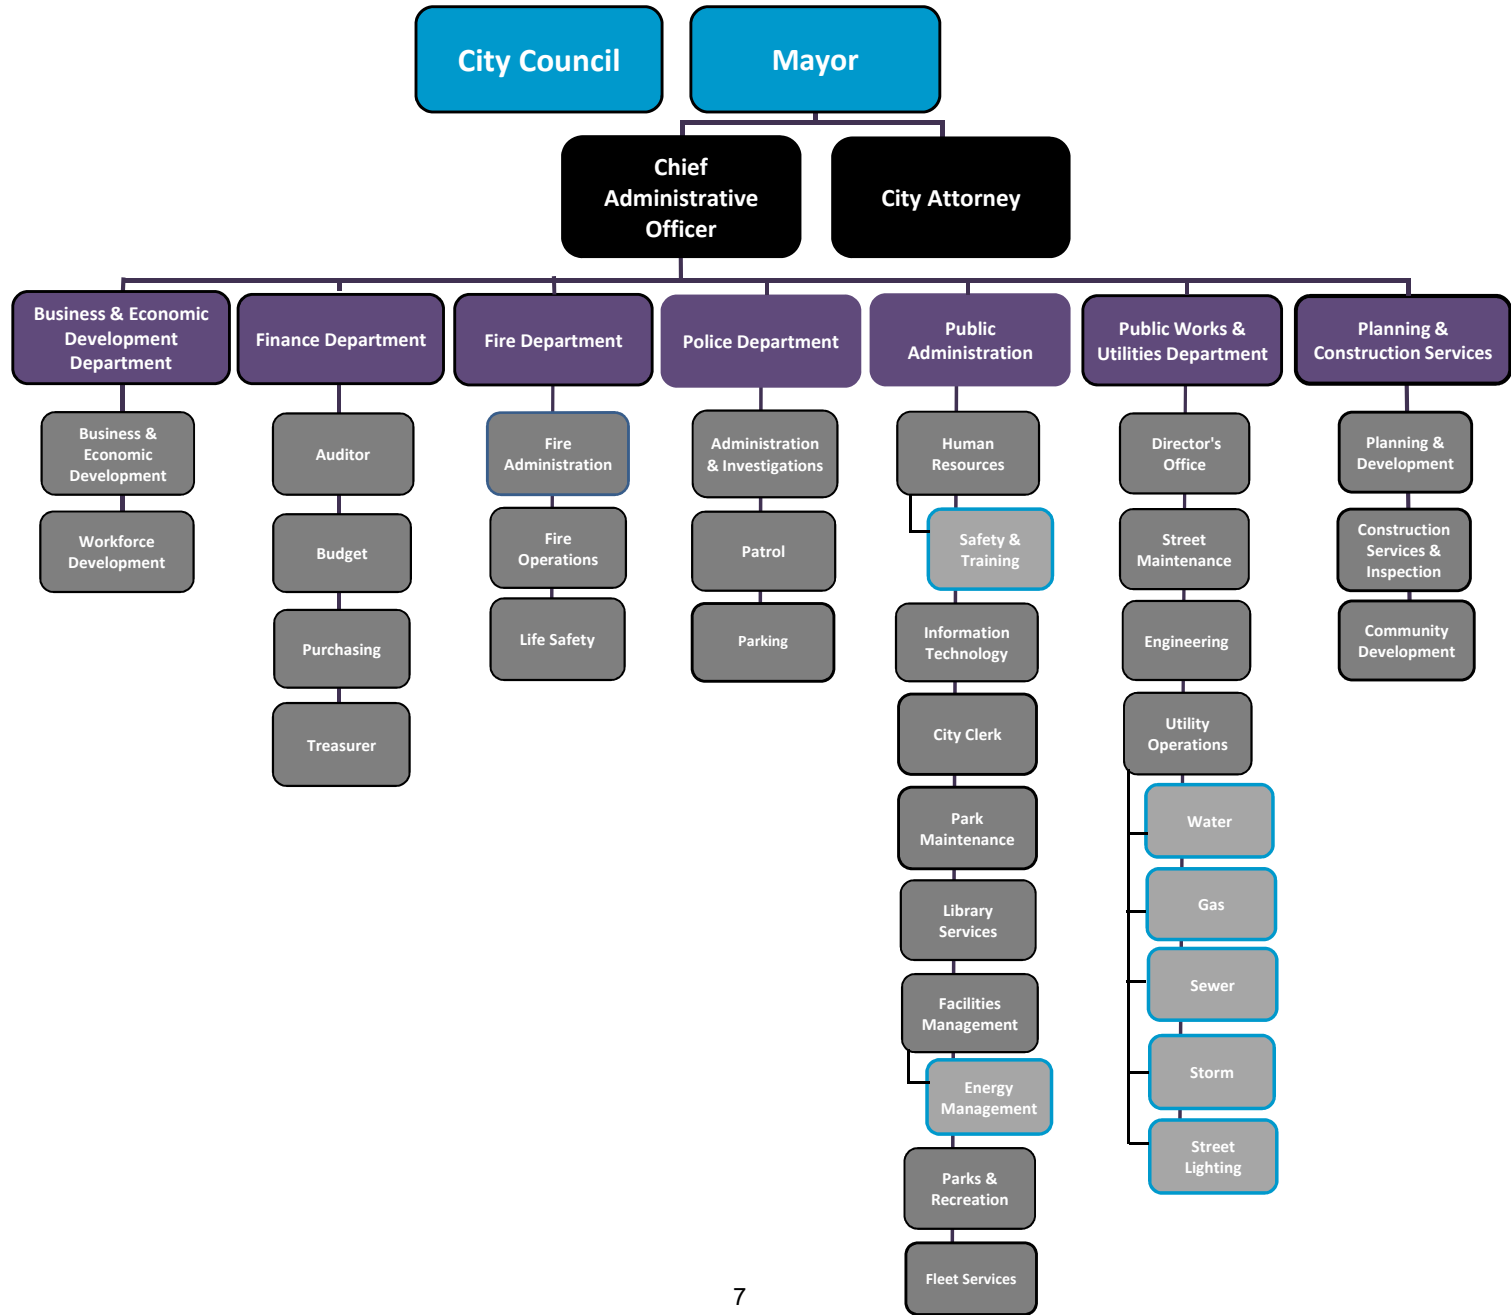 City Council
Mayor
Chief
Administrative
Officer
City Attorney
Business & Economic
Development
Department
Finance Department
Fire Department
Police Department
Public
Administration
Public Works &
Utilities Department
Planning &
Construction Services
Business &
Economic
Development
Workforce
Development
Auditor
Budget
Purchasing
Treasurer
Fire
Administration
Fire
Operations
Life Safety
Administration
& Investigations
Patrol
Parking
Human
Resources
Safety &
Training
Information
Technology
City Clerk
Park
Maintenance
Library
Services
Facilities
Management
Energy
Management
Parks &
Recreation
Fleet Services
Director's
Office
Street
Maintenance
Engineering
Utility
Operations
Water
Gas
Sewer
Storm
Street
Lighting
Planning &
Development
Construction
Services &
Inspection
Community
Development
7